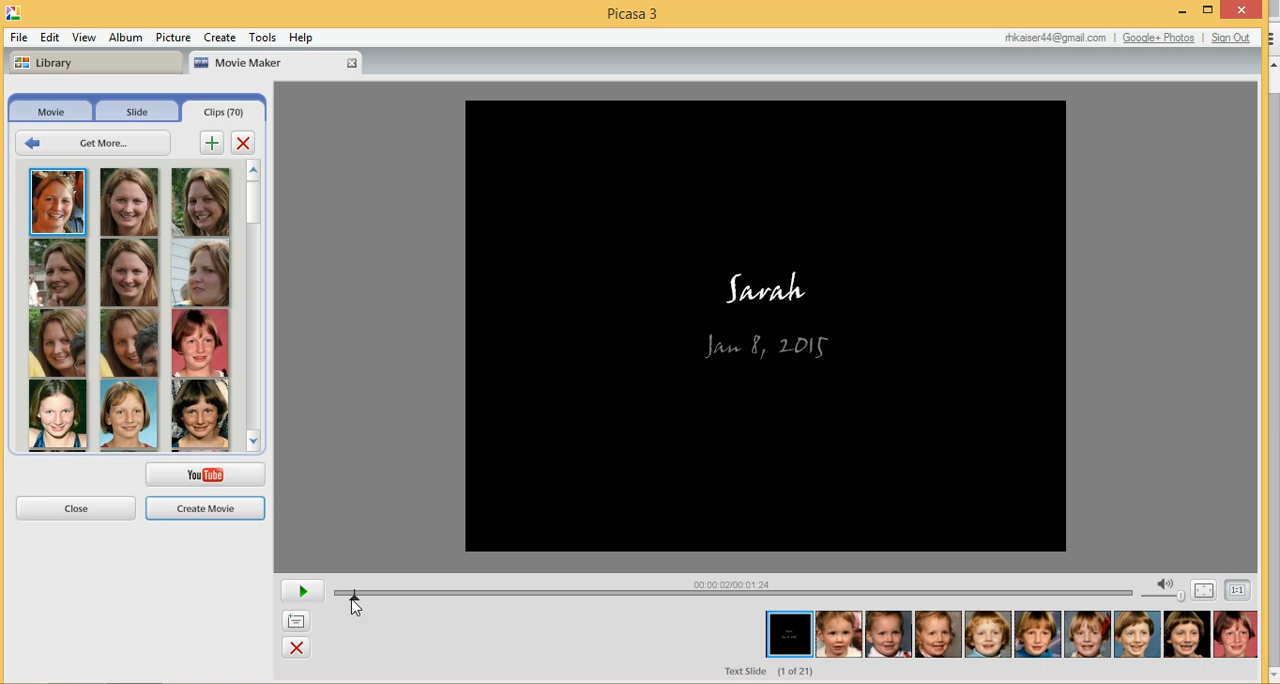 Picasa 3
File Edit View Album Picture Create Tools Help
rhkaiser44@gmail.com | Google+ Photos | Sign Out
Library
Movie Maker
Movie
Slide
Clips (70)
Get More...
Sarah
Jan 8, 2015
YouTube
Close
Create Movie
00:00:02/00:01:24
1:1
Text Slide (1 of 21)